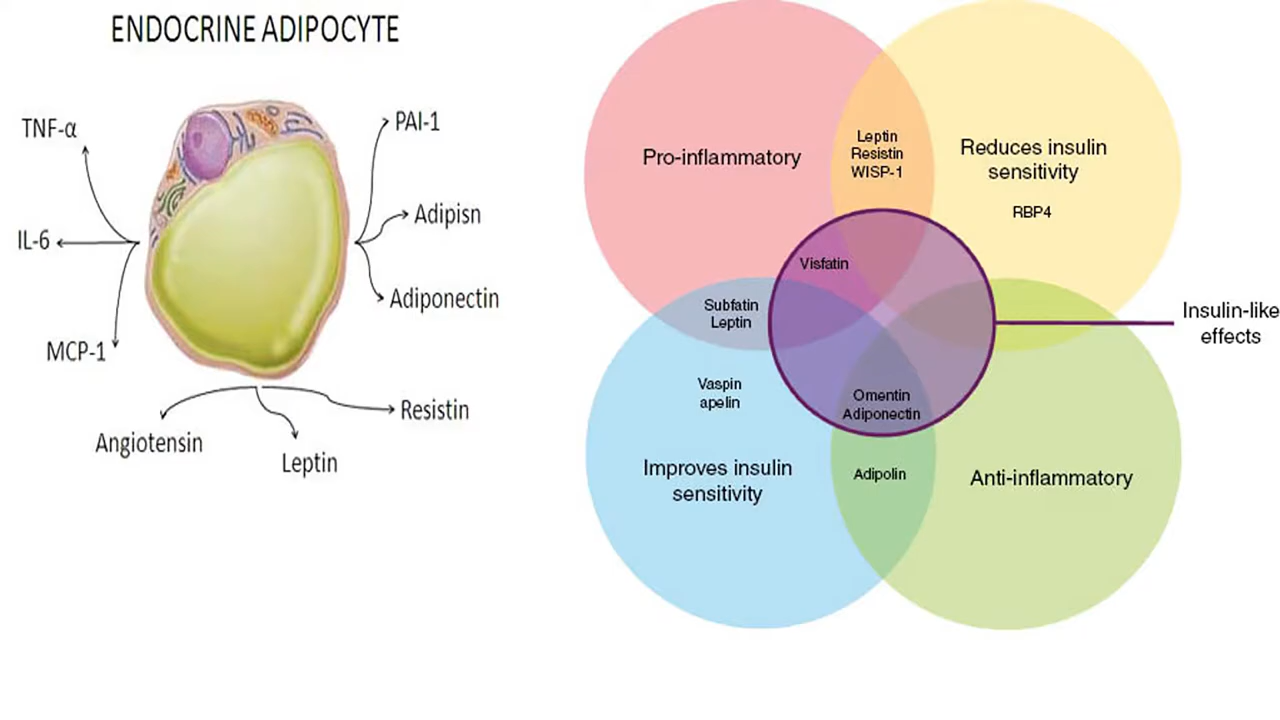 ENDOCRINE ADIPOCYTE
TNF-α
IL-6
MCP-1
PAI-1
Adipisn
Adiponectin
Angiotensin
Leptin
Resistin
Pro-inflammatory
Leptin
Resistin
WISP-1
Reduces insulin
sensitivity
RBP4
Visfatin
Subfatin
Leptin
Insulin-like
effects
Vaspin
apelin
Omentin
Adiponectin
Improves insulin
sensitivity
Adipolin
Anti-inflammatory